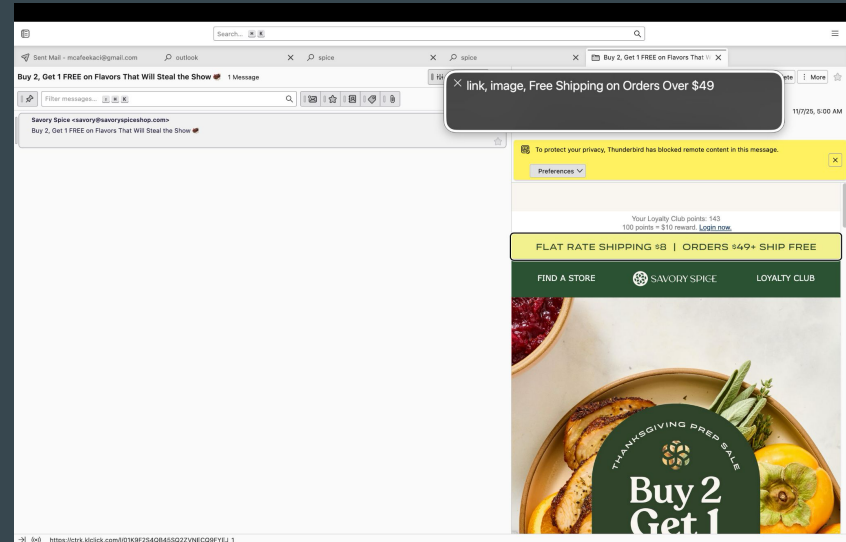 Search... ⌘ K
Sent Mail - mcafeekaci@gmail.com
outlook
spice
spice
Buy 2, Get 1 FREE on Flavors That W
Buy 2, Get 1 FREE on Flavors That Will Steal the Show 1 Message
More
link, image, Free Shipping on Orders Over $49
Filter messages... ⇧ ⌘ K
11/7/25, 5:00 AM
Savory Spice <savory@savoryspiceshop.com>
Buy 2, Get 1 FREE on Flavors That Will Steal the Show
To protect your privacy, Thunderbird has blocked remote content in this message.
Preferences
Your Loyalty Club points: 143
100 points = $10 reward. Login now.
FLAT RATE SHIPPING $8 | ORDERS $49+ SHIP FREE
FIND A STORE
SAVORY SPICE
LOYALTY CLUB
THANKSGIVING PREP SALE
Buy 2
Get 1